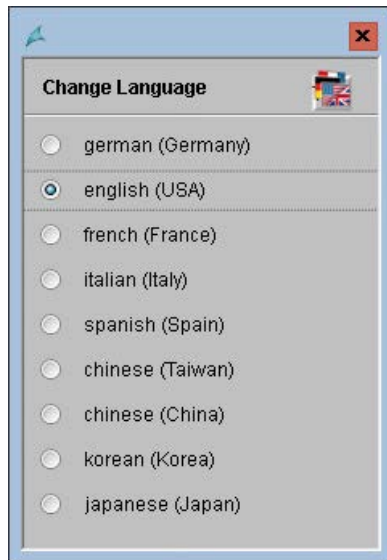 Change Language
german (Germany)
english (USA)
french (France)
italian (Italy)
spanish (Spain)
chinese (Taiwan)
chinese (China)
korean (Korea)
japanese (Japan)